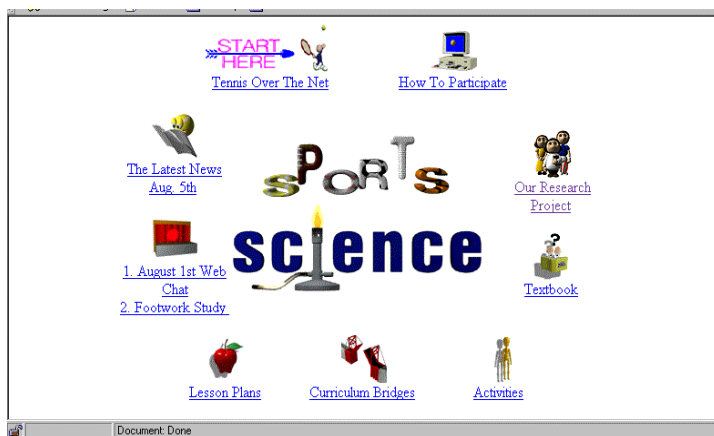 START
HERE
Tennis Over The Net
How To Participate
The Latest News
Aug. 5th
SPORTS
science
Our Research
Project
1. August 1st Web
Chat
2. Footwork Study
Textbook
Lesson Plans
Curriculum Bridges
Activities
Document: Done